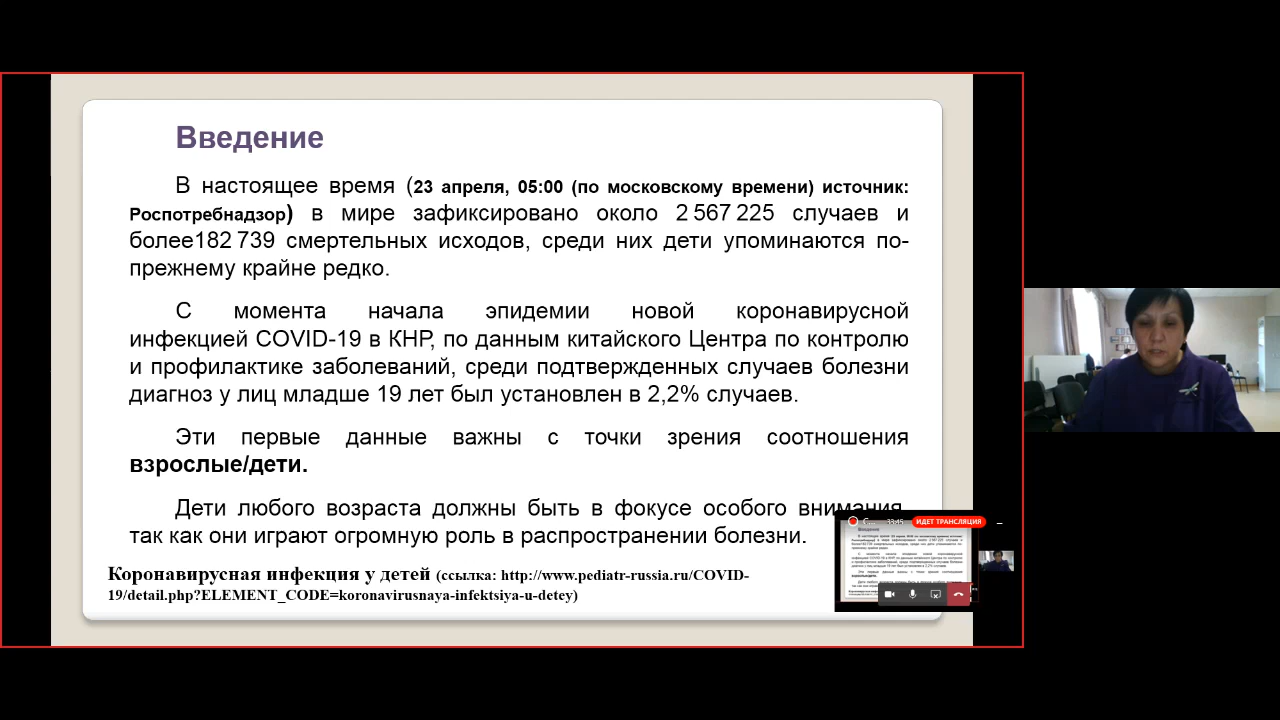 Введение
В настоящее время (23 апреля, 05:00 (по московскому времени) источник:
Роспотребнадзор) в мире зафиксировано около 2 567 225 случаев и
более182 739 смертельных исходов, среди них дети упоминаются по-
прежнему крайне редко.
С момента начала эпидемии новой коронавирусной
инфекцией COVID-19 в КНР, по данным китайского Центра по контролю
и профилактике заболеваний, среди подтвержденных случаев болезни
диагноз у лиц младше 19 лет был установлен в 2,2% случаев.
Эти первые данные важны с точки зрения соотношения
взрослые/дети.
Дети любого возраста должны быть в фокусе особого внимания
так как они играют огромную роль в распространении болезни.
Коронавирусная инфекция у детей (ссылка: http://www.pediatr-russia.ru/COVID-
19/detail.php?ELEMENT_CODE=koronavirusnaya-infektsiya-u-detey)
С... 33:45 ИДЕТ ТРАНСЛЯЦИЯ